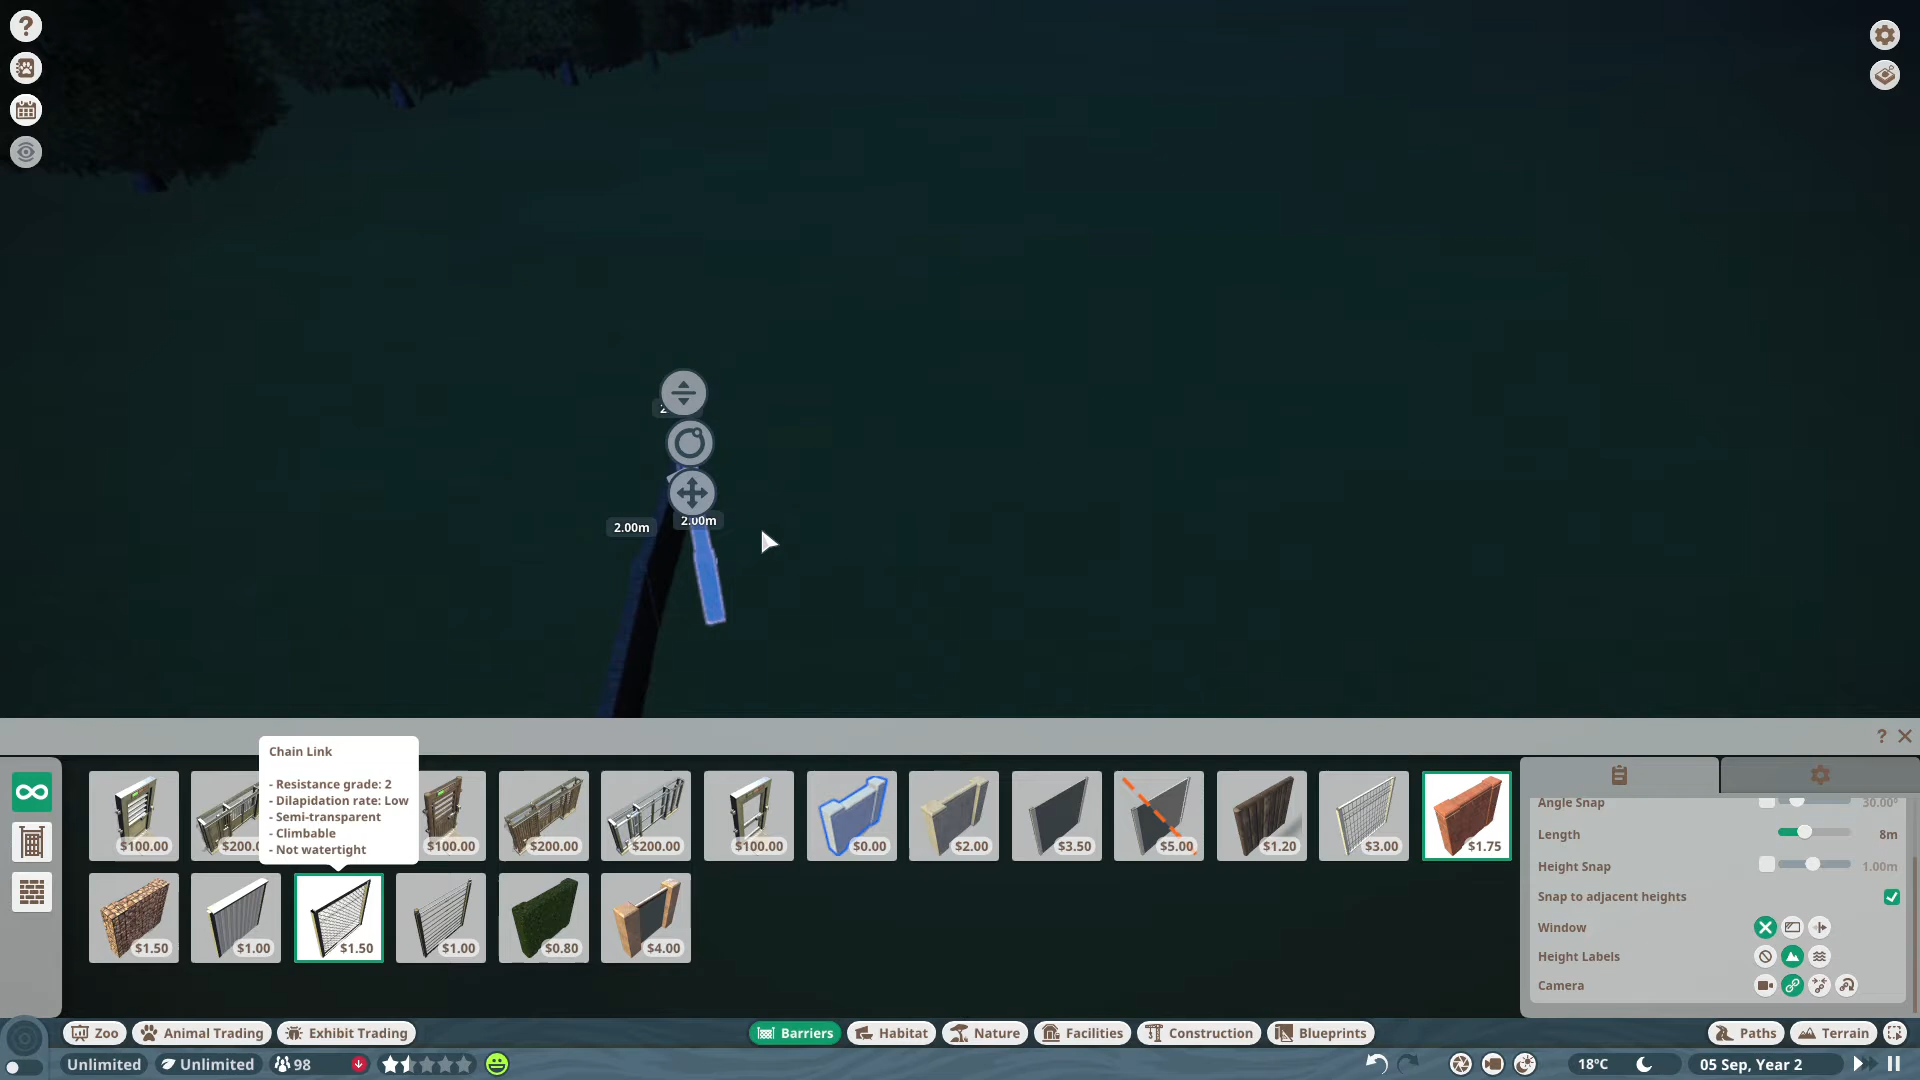 ?
2.00m
2.00m
?
Chain Link
- Resistance grade: 2
- Dilapidation rate: Low
- Semi-transparent
- Climbable
- Not watertight
$100.00
$200.0
$100.00
$200.00
$200.00
$100.00
$0.00
$2.00
$3.50
$5.00
$1.20
$3.00
$1.75
$1.50
$1.00
$1.50
$1.00
$0.80
$4.00
Angle Snap
30.00°
Length
8m
Height Snap
1.00m
Snap to adjacent heights
Window
Height Labels
Camera
Zoo
Animal Trading
Exhibit Trading
Barriers
Habitat
Nature
Facilities
Construction
Blueprints
Paths
Terrain
Unlimited
Unlimited
98
18°C
05 Sep, Year 2